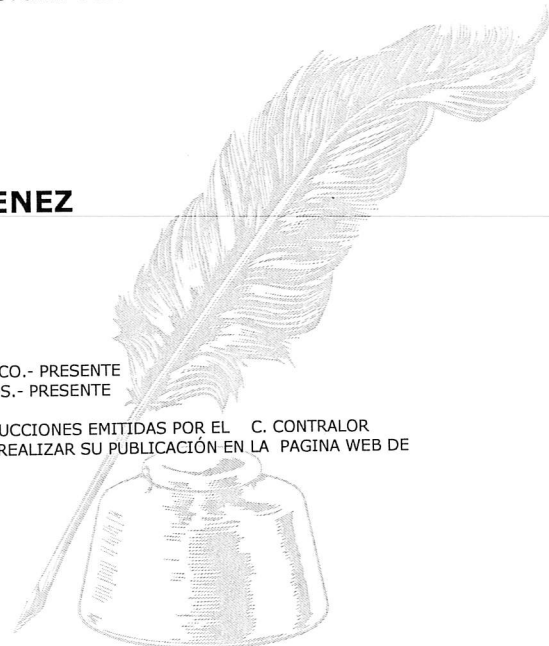 ENEZ
CO.- PRESENTE
S.- PRESENTE
UCCIONES EMITIDAS POR EL C. CONTRALOR
REALIZAR SU PUBLICACIÓN EN LA PAGINA WEB DE